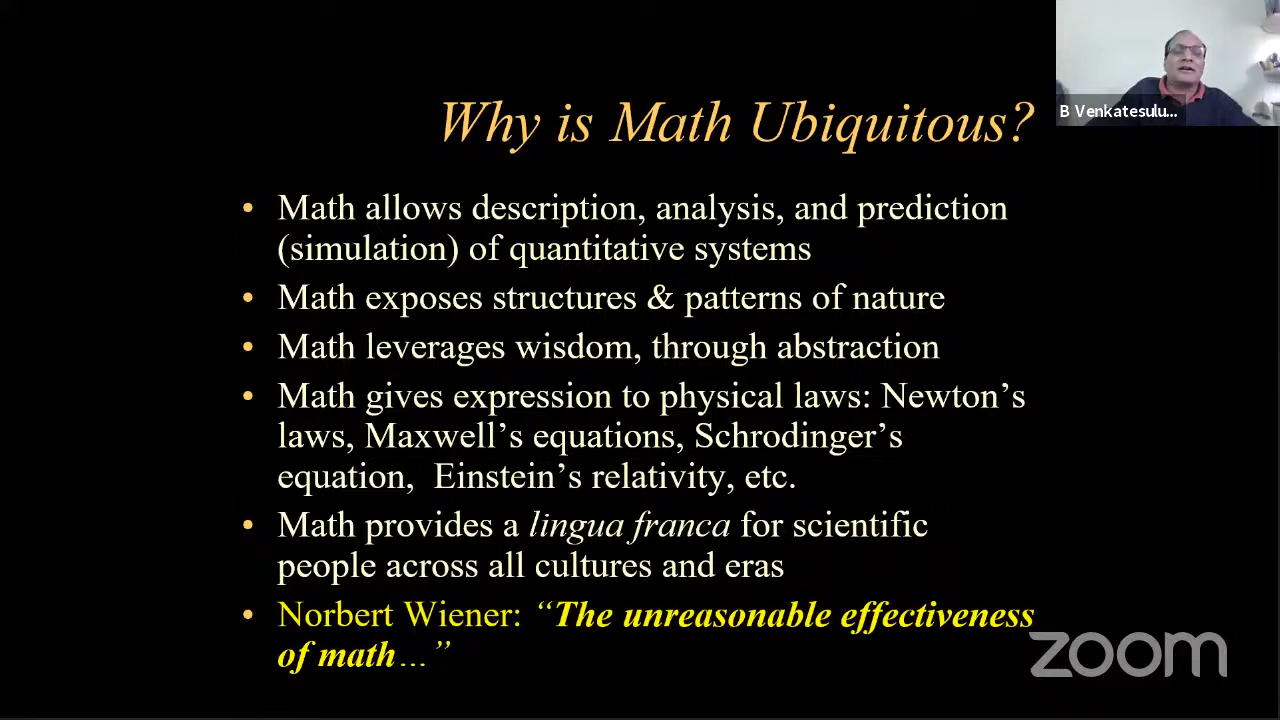 Why is Math Ubiquitous?
B Venkatesulu...
• Math allows description, analysis, and prediction
(simulation) of quantitative systems
• Math exposes structures & patterns of nature
• Math leverages wisdom, through abstraction
• Math gives expression to physical laws: Newton’s
laws, Maxwell’s equations, Schrodinger’s
equation,  Einstein’s relativity, etc.
• Math provides a lingua franca for scientific
people across all cultures and eras
• Norbert Wiener: “The unreasonable effectiveness
of math…”
zoom